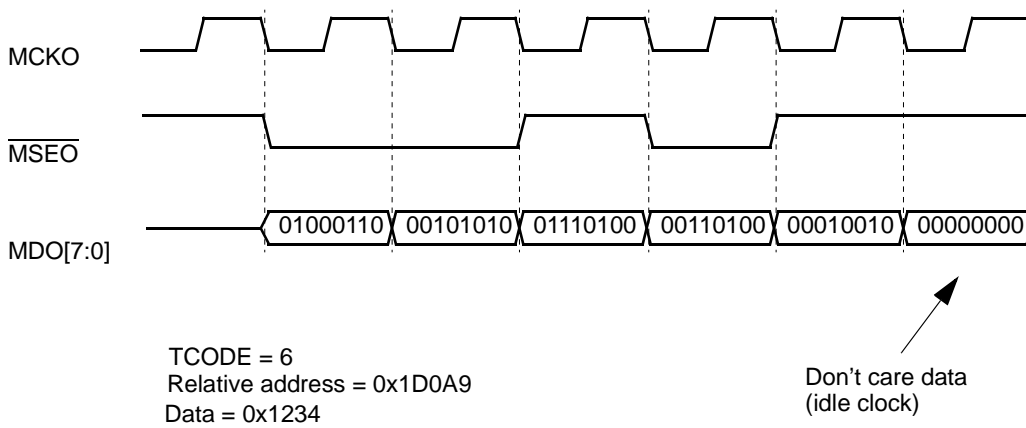 MCKO
MSEO
MDO[7:0]
01000110 00101010 01110100 00110100 00010010 00000000
TCODE = 6
Relative address = 0x1D0A9
Data = 0x1234
Don't care data
(idle clock)